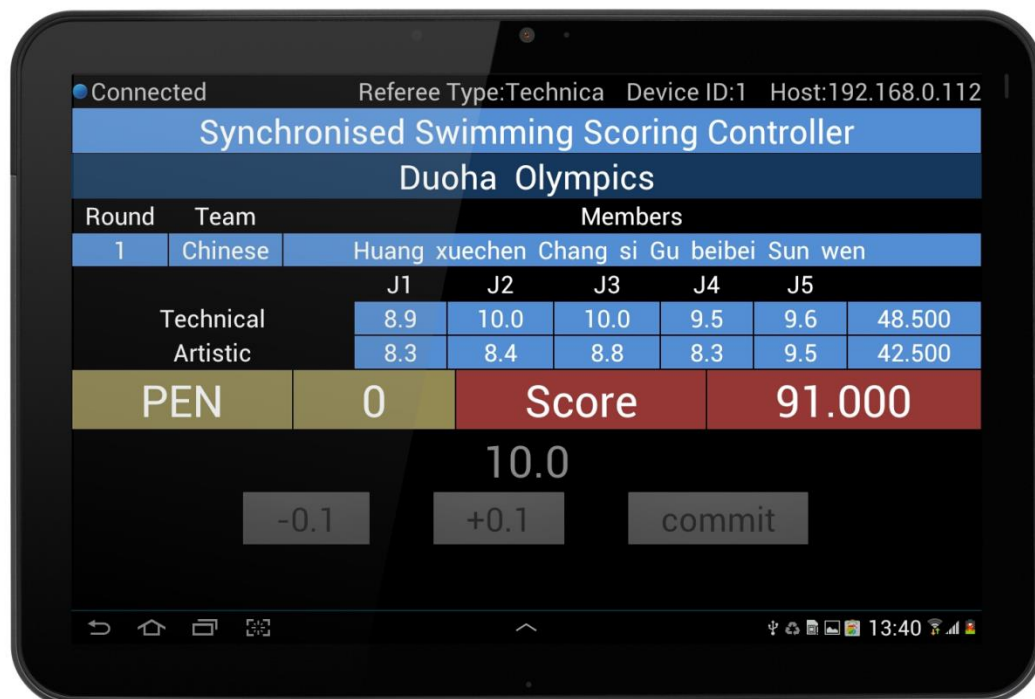 Connected Referee Type:Technica Device ID:1 Host:192.168.0.112
Synchronised Swimming Scoring Controller
Duoha Olympics
Round Team Members
1 Chinese Huang xuechen Chang si Gu beibei Sun wen
J1 J2 J3 J4 J5
Technical 8.9 10.0 10.0 9.5 9.6 48.500
Artistic 8.3 8.4 8.8 8.3 9.5 42.500
PEN 0 Score 91.000
10.0
-0.1 +0.1 commit
13:40